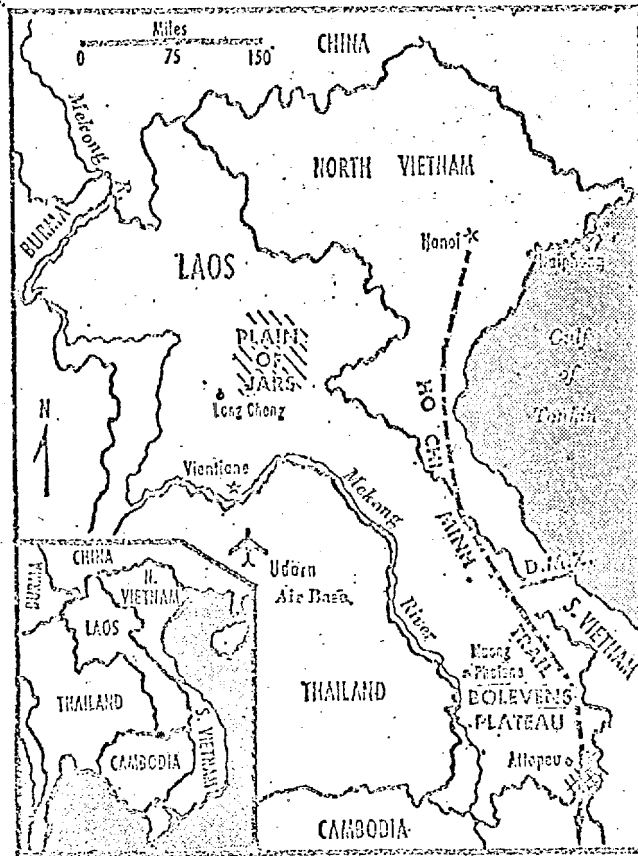 Miles
0 75 150
CHINA
Mekong R.
NORTH VIETNAM
BURMA
Hanoi
Haiphong
LAOS
Gulf
of
Tonkin
PLAIN
OF
JARS
Long Cheng
N
HO CHI MINH TRAIL
Vientiane
Mekong River
Udorn
Air Base
D.M.Z.
S. VIETNAM
THAILAND
Muong
BOLEVENS
PLATEAU
Attopeu
CAMBODIA
CHINA
BURMA
N.
VIETNAM
LAOS
THAILAND
S. VIETNAM
CAMBODIA